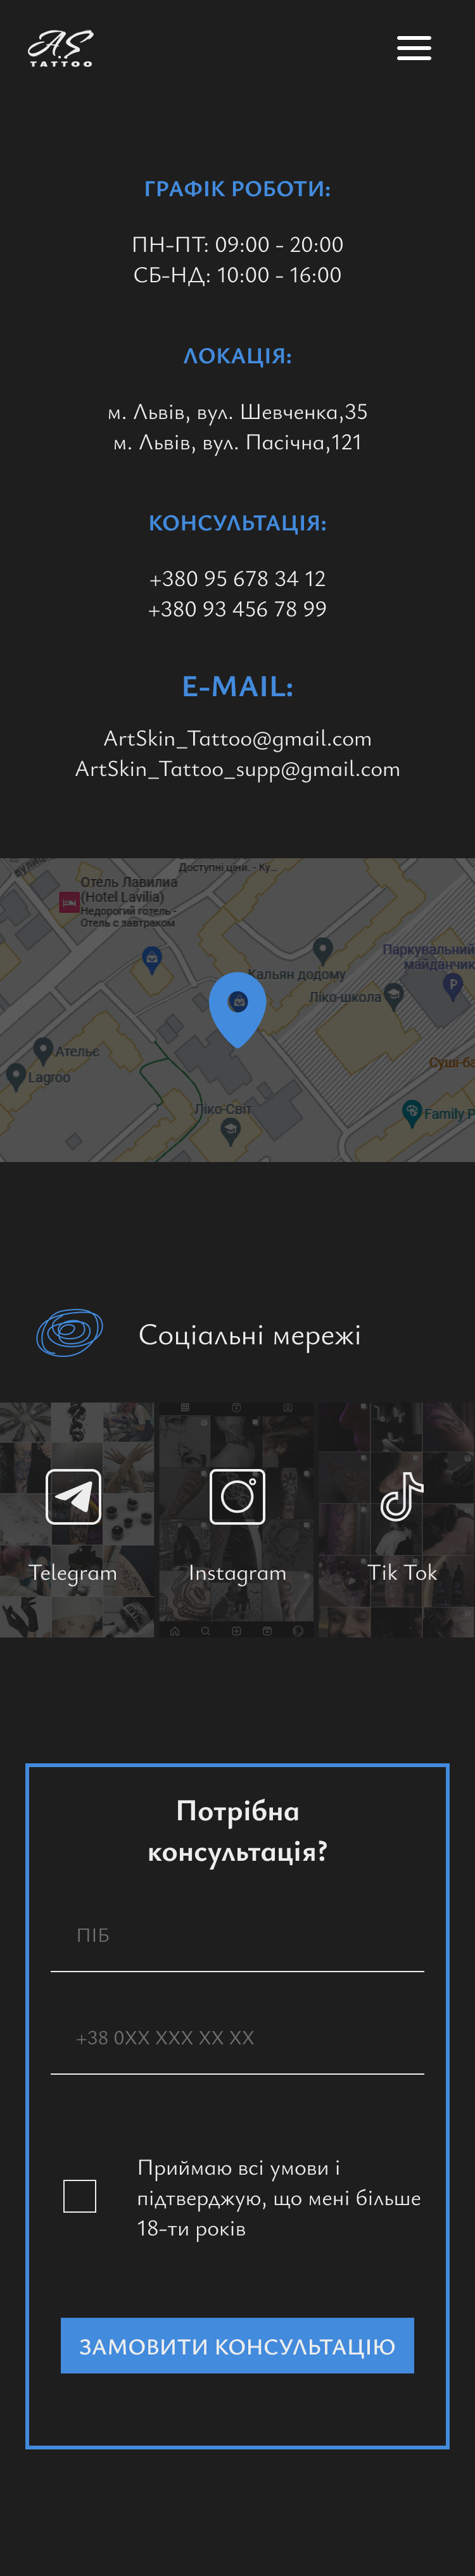 A.S
TATTOO
ГРАФІК РОБОТИ:
ПН-ПТ: 09:00 - 20:00
СБ-НД: 10:00 - 16:00
ЛОКАЦІЯ:
м. Львів, вул. Шевченка,35
м. Львів, вул. Пасічна,121
КОНСУЛЬТАЦІЯ:
+380 95 678 34 12
+380 93 456 78 99
E-MAIL:
ArtSkin_Tattoo@gmail.com
ArtSkin_Tattoo_supp@gmail.com
Доступні ціни. - Ку...
Отель Лавилиа
(Hotel Lavilia)
Недорогий готель -
Отель с завтраком
Паркувальний
майданчик
Кальян додому
P
Ліко-школа
Ательє
Суші-ба
Lagroo
Ліко-Світ
Family P
Соціальні мережі
Telegram
Instagram
Tik Tok
Потрібна
консультація?
ПІБ
+38 0XX XXX XX XX
Приймаю всі умови і
підтверджую, що мені більше
18-ти років
ЗАМОВИТИ КОНСУЛЬТАЦІЮ